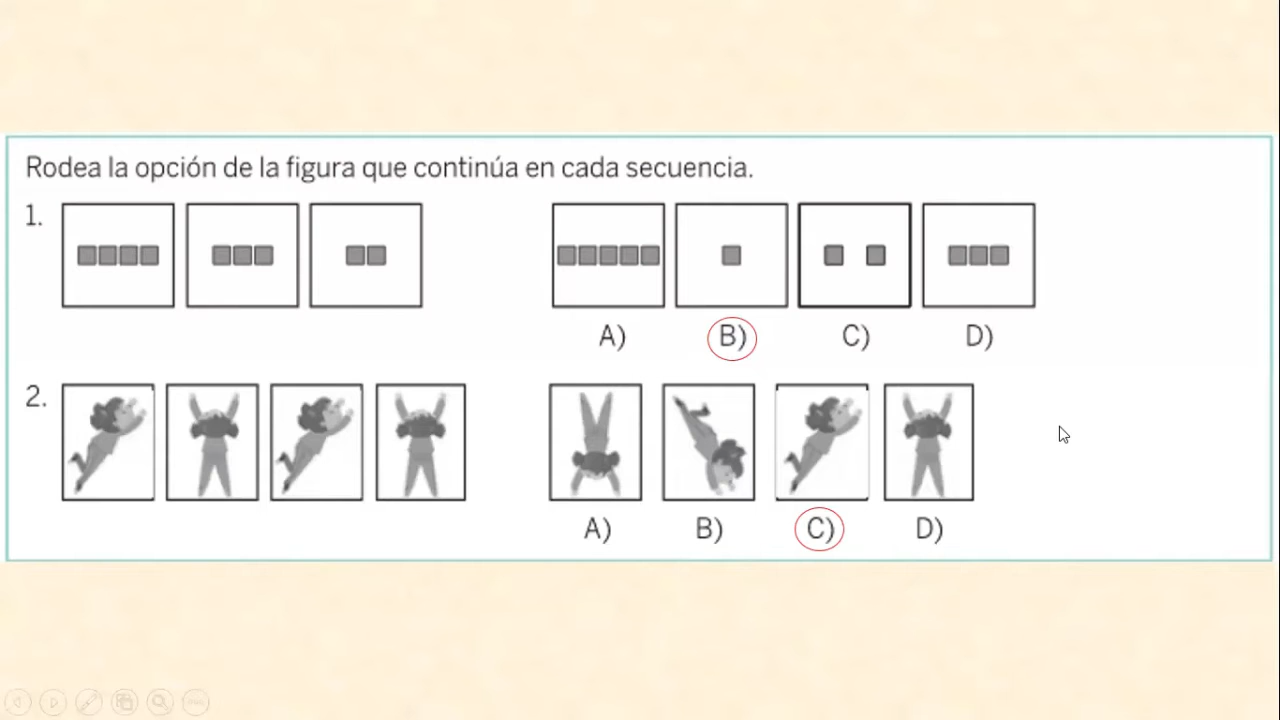 Rodea la opción de la figura que continúa en cada secuencia.
1.
A) B) C) D)
2.
A) B) C) D)